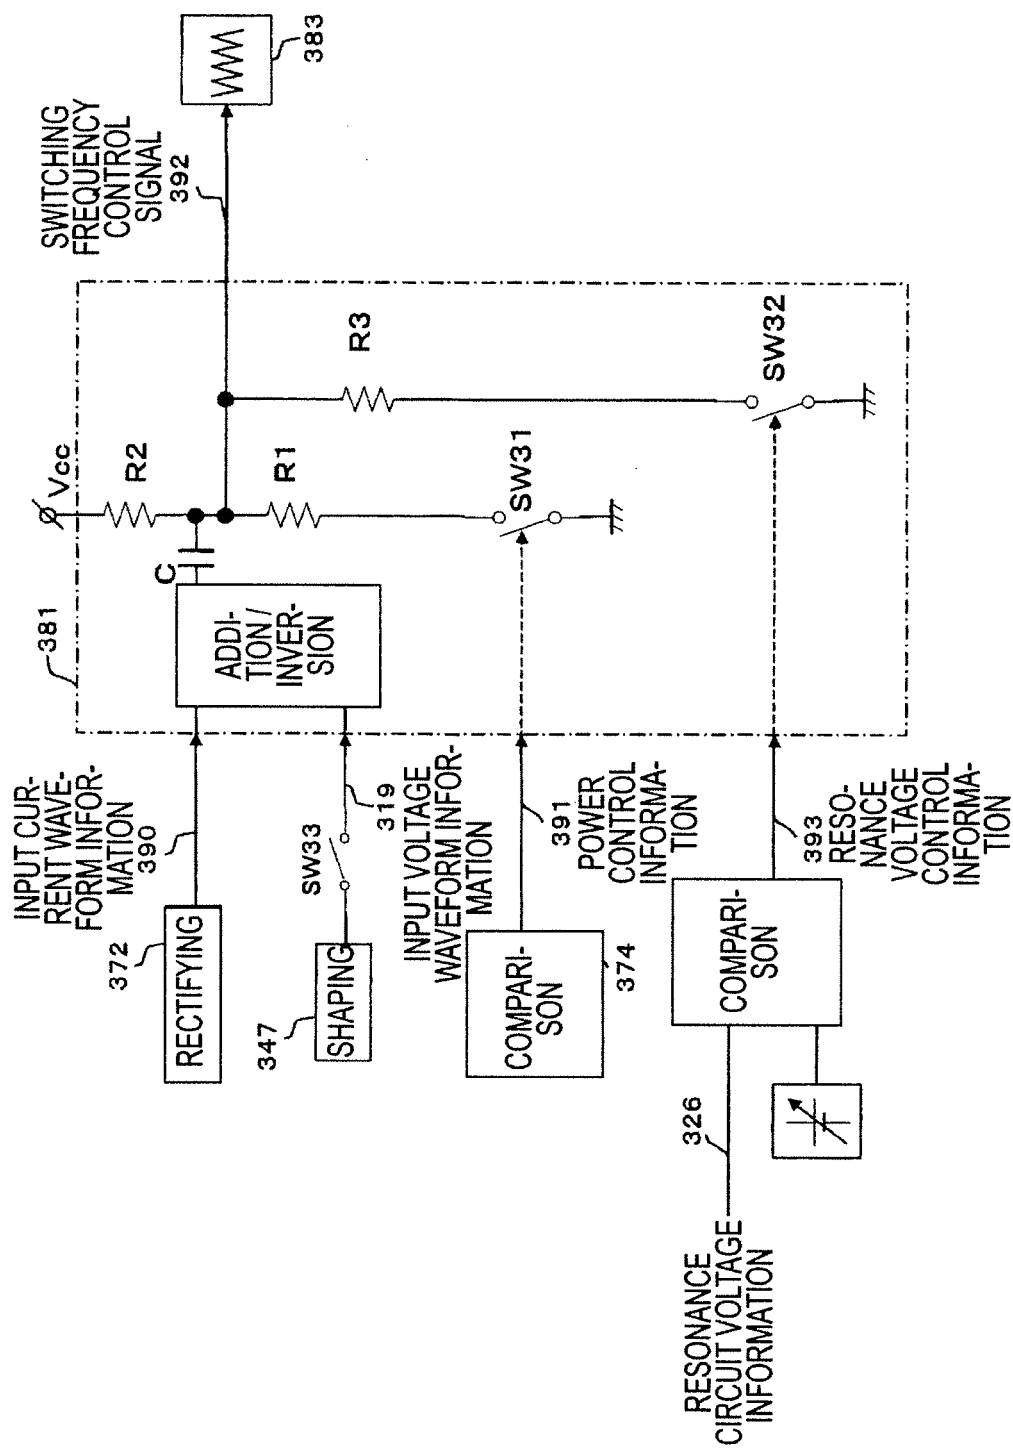 RESONANCE
CIRCUIT VOLTAGE
INFORMATION
326
372
RECTIFYING
347
SHAPING
COMPARI-
SON
374
COMPARI-
SON
INPUT CUR-
RENT WAVE-
FORM INFOR-
MATION
390
SW33
319
INPUT VOLTAGE
WAVEFORM INFOR-
MATION
391
POWER
CONTROL
INFORMA-
TION
393
RESO-
NANCE
VOLTAGE
CONTROL
INFORMA-
TION
381
ADDI-
TION /
INVER-
SION
C
Vcc
R2
R1
SW31
R3
SW32
SWITCHING
FREQUENCY
CONTROL
SIGNAL
392
383